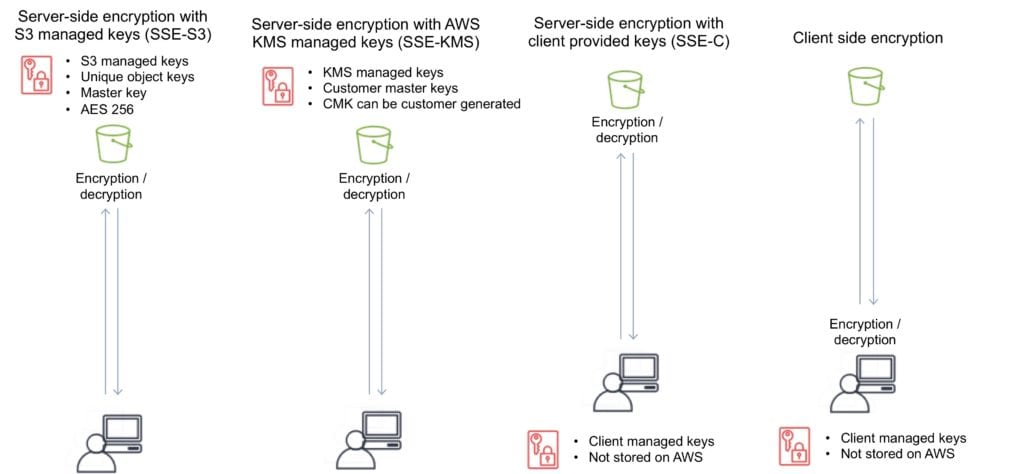 Server-side encryption with
S3 managed keys (SSE-S3)
• S3 managed keys
• Unique object keys
• Master key
• AES 256
Encryption /
decryption
Server-side encryption with AWS
KMS managed keys (SSE-KMS)
• KMS managed keys
• Customer master keys
• CMK can be customer generated
Encryption /
decryption
Server-side encryption with
client provided keys (SSE-C)
Encryption /
decryption
• Client managed keys
• Not stored on AWS
Client side encryption
Encryption /
decryption
• Client managed keys
• Not stored on AWS